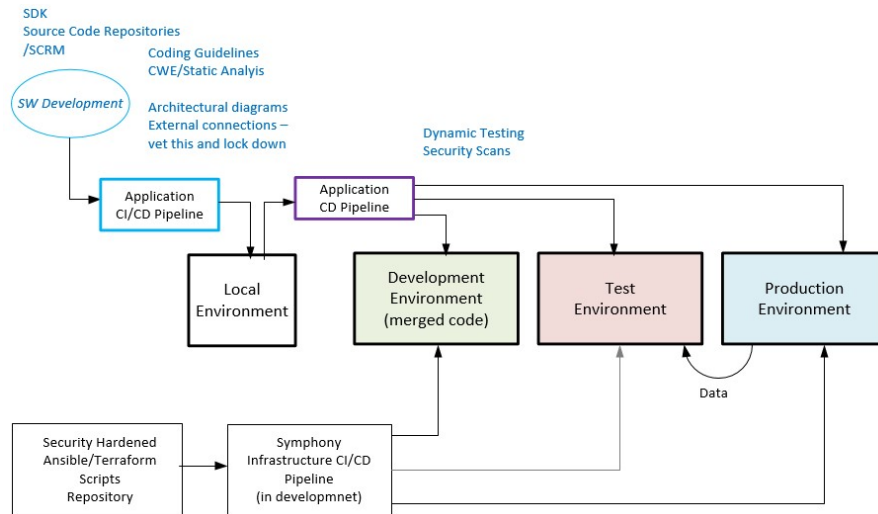 SDK
Source Code Repositories
/SCRM
Coding Guidelines
CWE/Static Analyis
SW Development
Architectural diagrams
External connections –
vet this and lock down
Dynamic Testing
Security Scans
Application
CI/CD Pipeline
Application
CD Pipeline
Local
Environment
Development
Environment
(merged code)
Test
Environment
Production
Environment
Data
Security Hardened
Ansible/Terraform
Scripts
Repository
Symphony
Infrastructure CI/CD
Pipeline
(in developmnet)